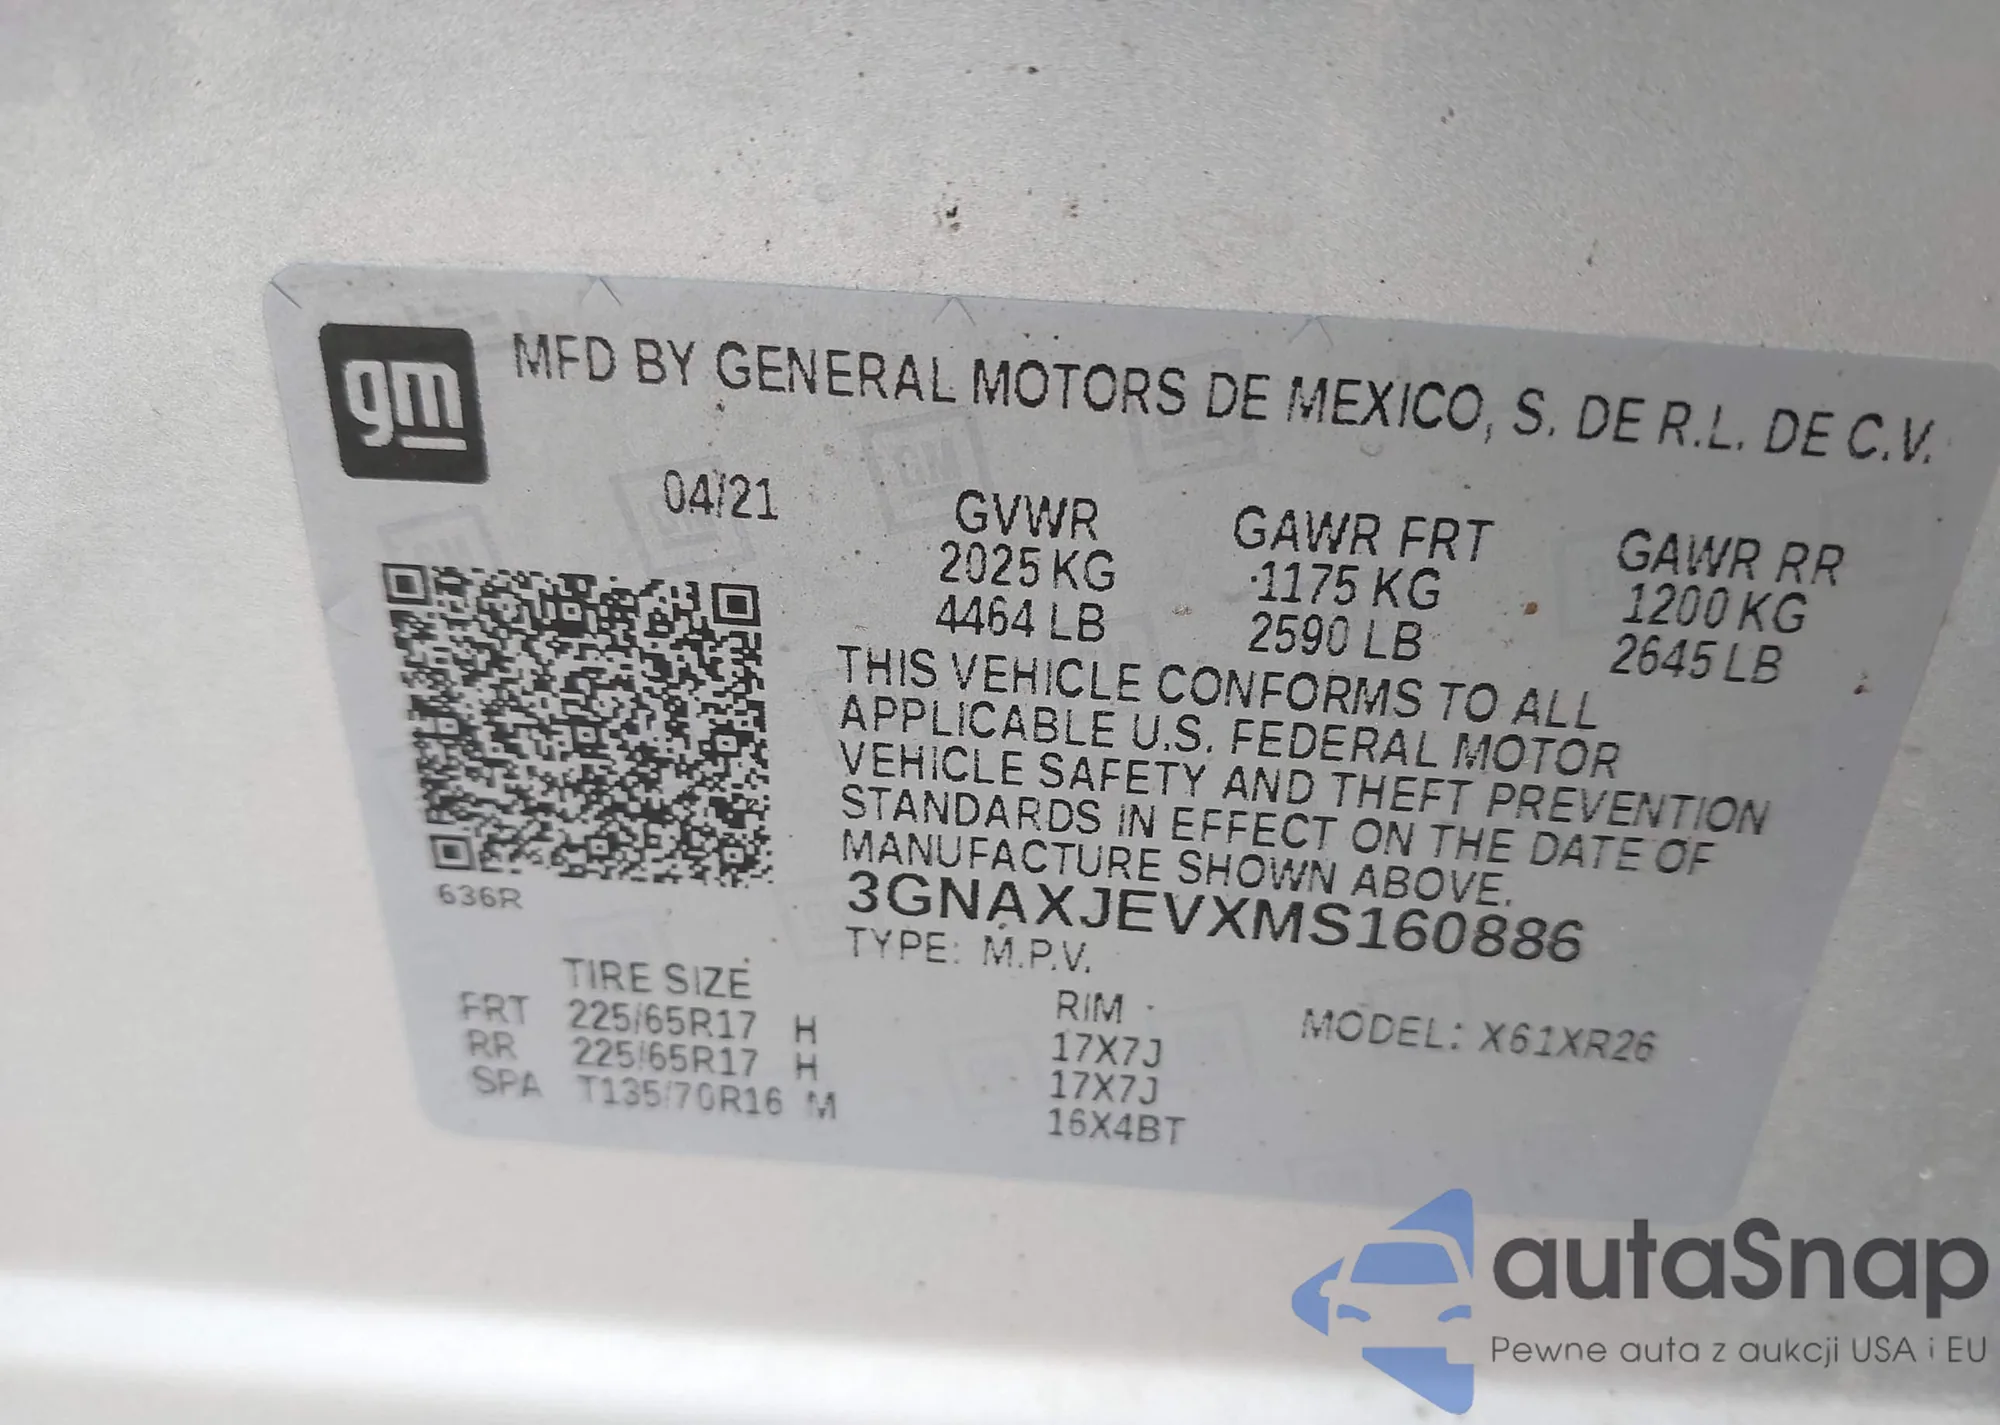 gm
MFD BY GENERAL MOTORS DE MEXICO, S. DE R.L. DE C.V.
04/21
GVWR GAWR FRT GAWR RR
2025 KG 1175 KG 1200 KG
4464 LB 2590 LB 2645 LB
THIS VEHICLE CONFORMS TO ALL
APPLICABLE U.S. FEDERAL MOTOR
VEHICLE SAFETY AND THEFT PREVENTION
STANDARDS IN EFFECT ON THE DATE OF
MANUFACTURE SHOWN ABOVE.
3GNAXJEVXMS160886
636R
TYPE: M.P.V.
TIRE SIZE RIM MODEL: X61XR26
FRT 225/65R17 H 17X7J
RR 225/65R17 H 17X7J
SPA T135/70R16 M 16X4BT
autaSnap
Pewne auta z aukcji USA i EU